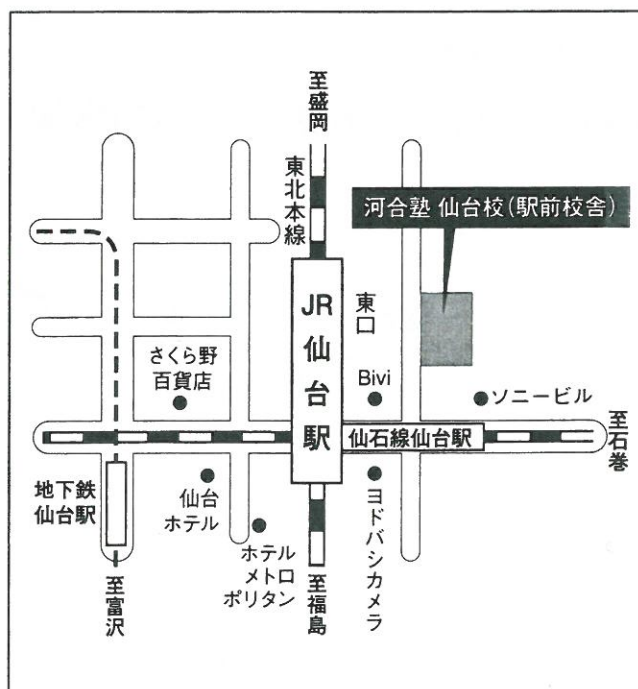 至盛岡
東北本線
河合塾 仙台校(駅前校舎)
JR仙台駅
東口
さくら野
百貨店
Bivi
ソニービル
仙石線仙台駅
至石巻
地下鉄
仙台駅
仙台
ホテル
ホテル
メトロ
ポリタン
ヨドバシカメラ
至富沢
至福島